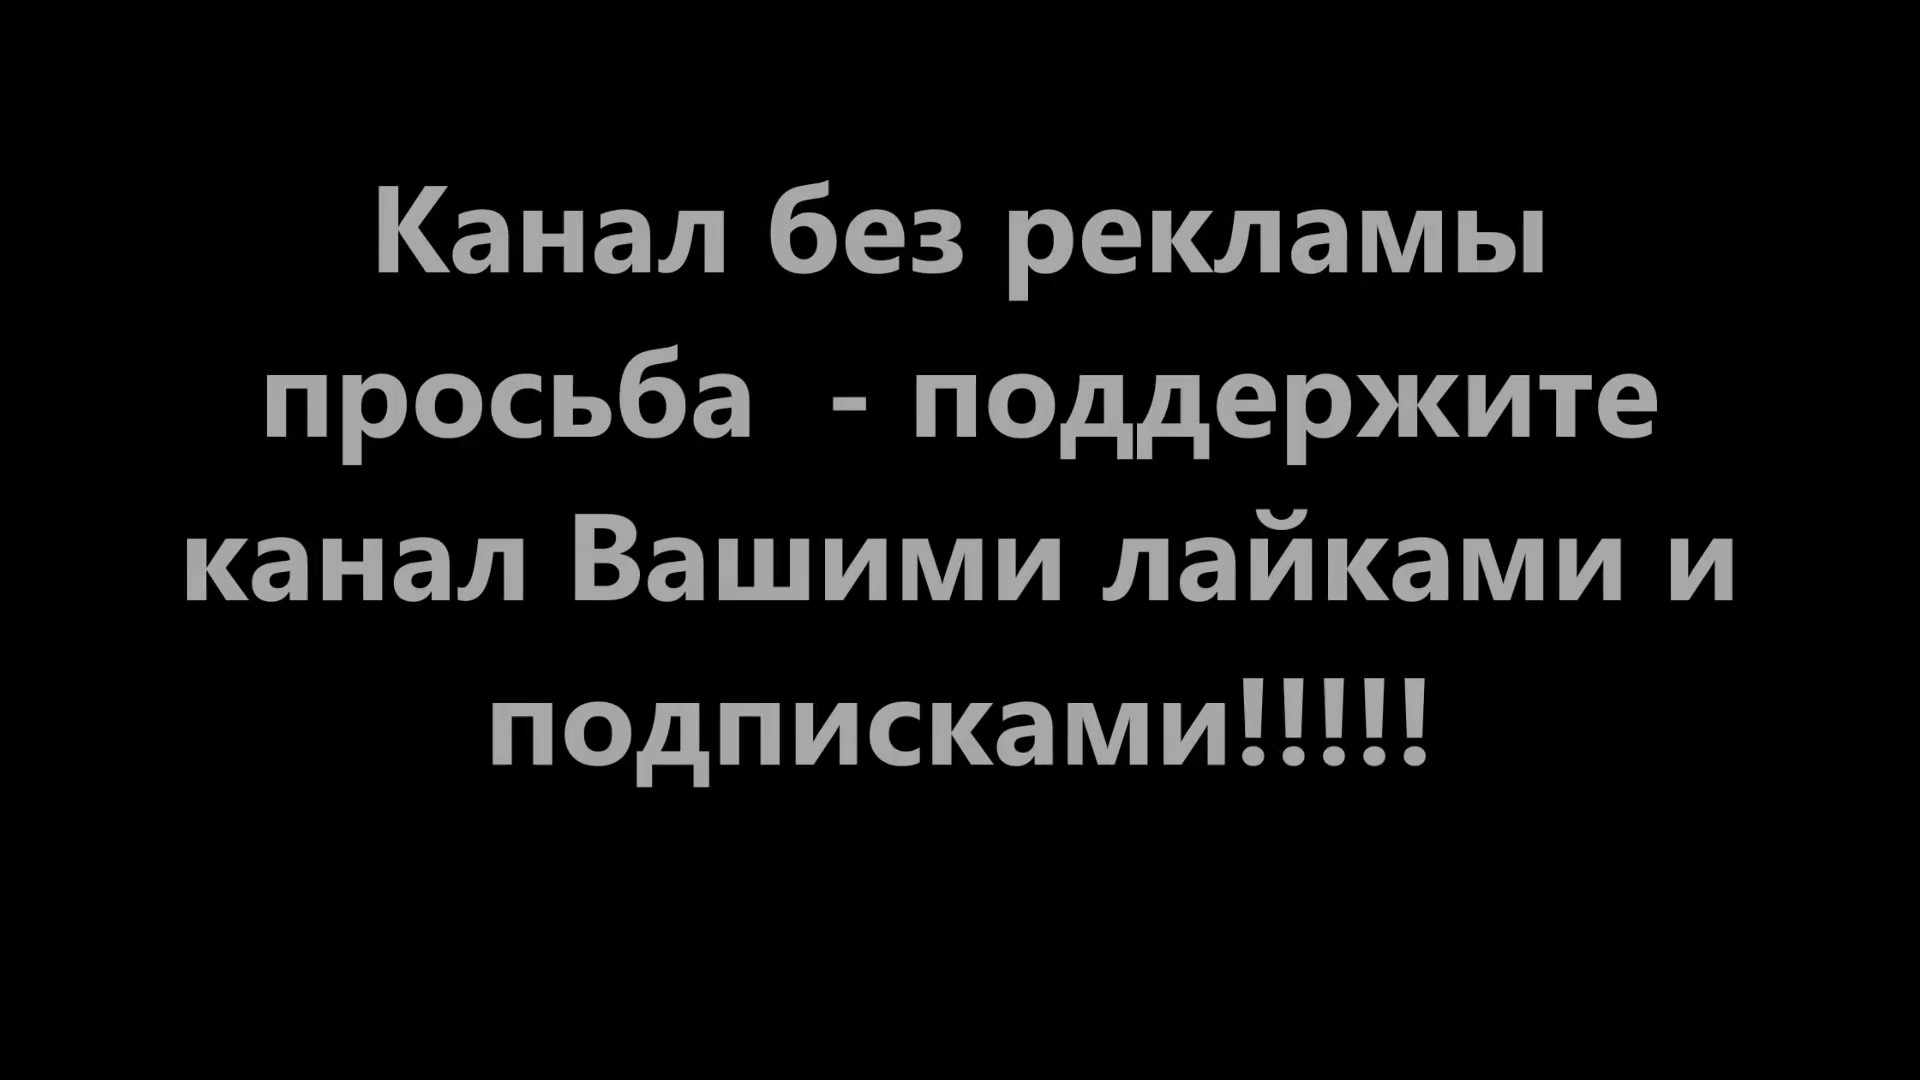 Канал без рекламы
просьба  - поддержите
канал Вашими лайками и
подписками!!!!!